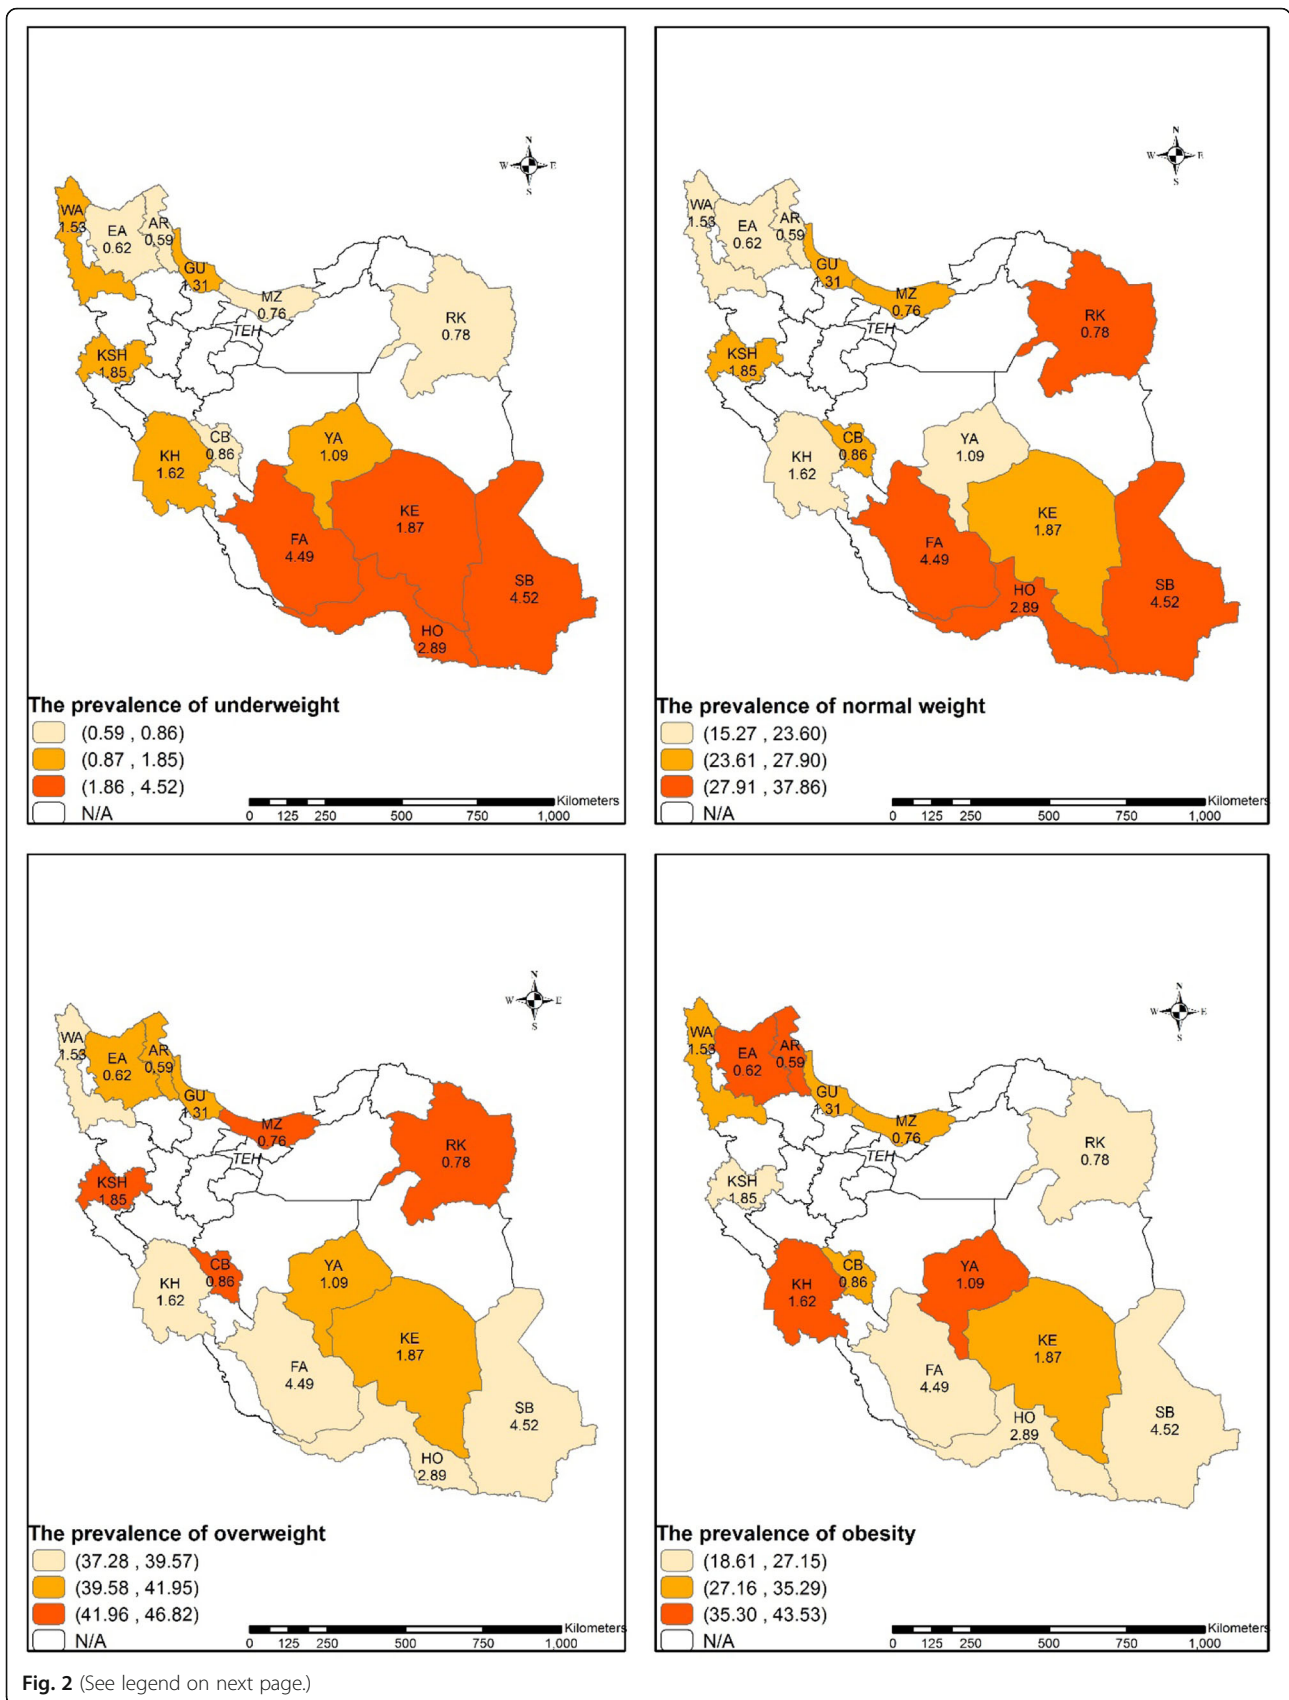 N
W E
S
WA
1.53
EA
0.62
AR
0.59
GU
1.31
MZ
0.76
TEH
RK
0.78
KSH
1.85
CB
0.86
KH
1.62
YA
1.09
KE
1.87
FA
4.49
SB
4.52
HO
2.89
The prevalence of underweight
(0.59 , 0.86)
(0.87 , 1.85)
(1.86 , 4.52)
N/A
Kilometers
0 125 250 500 750 1,000
N
W E
S
WA
1.53
EA
0.62
AR
0.59
GU
1.31
MZ
0.76
TEH
RK
0.78
KSH
1.85
CB
0.86
KH
1.62
YA
1.09
KE
1.87
FA
4.49
HO
2.89
SB
4.52
The prevalence of normal weight
(15.27 , 23.60)
(23.61 , 27.90)
(27.91 , 37.86)
N/A
Kilometers
0 125 250 500 750 1,000
N
W E
S
WA
1.53
EA
0.62
AR
0.59
GU
1.31
MZ
0.76
TEH
RK
0.78
KSH
1.85
CB
0.86
KH
1.62
YA
1.09
KE
1.87
FA
4.49
SB
4.52
HO
2.89
The prevalence of overweight
(37.28 , 39.57)
(39.58 , 41.95)
(41.96 , 46.82)
N/A
Kilometers
0 125 250 500 750 1,000
N
W E
S
WA
1.53
EA
0.62
AR
0.59
GU
1.31
MZ
0.76
TEH
RK
0.78
KSH
1.85
CB
0.86
KH
1.62
YA
1.09
KE
1.87
FA
4.49
HO
2.89
SB
4.52
The prevalence of obesity
(18.61 , 27.15)
(27.16 , 35.29)
(35.30 , 43.53)
N/A
Kilometers
0 125 250 500 750 1,000
Fig. 2 (See legend on next page.)